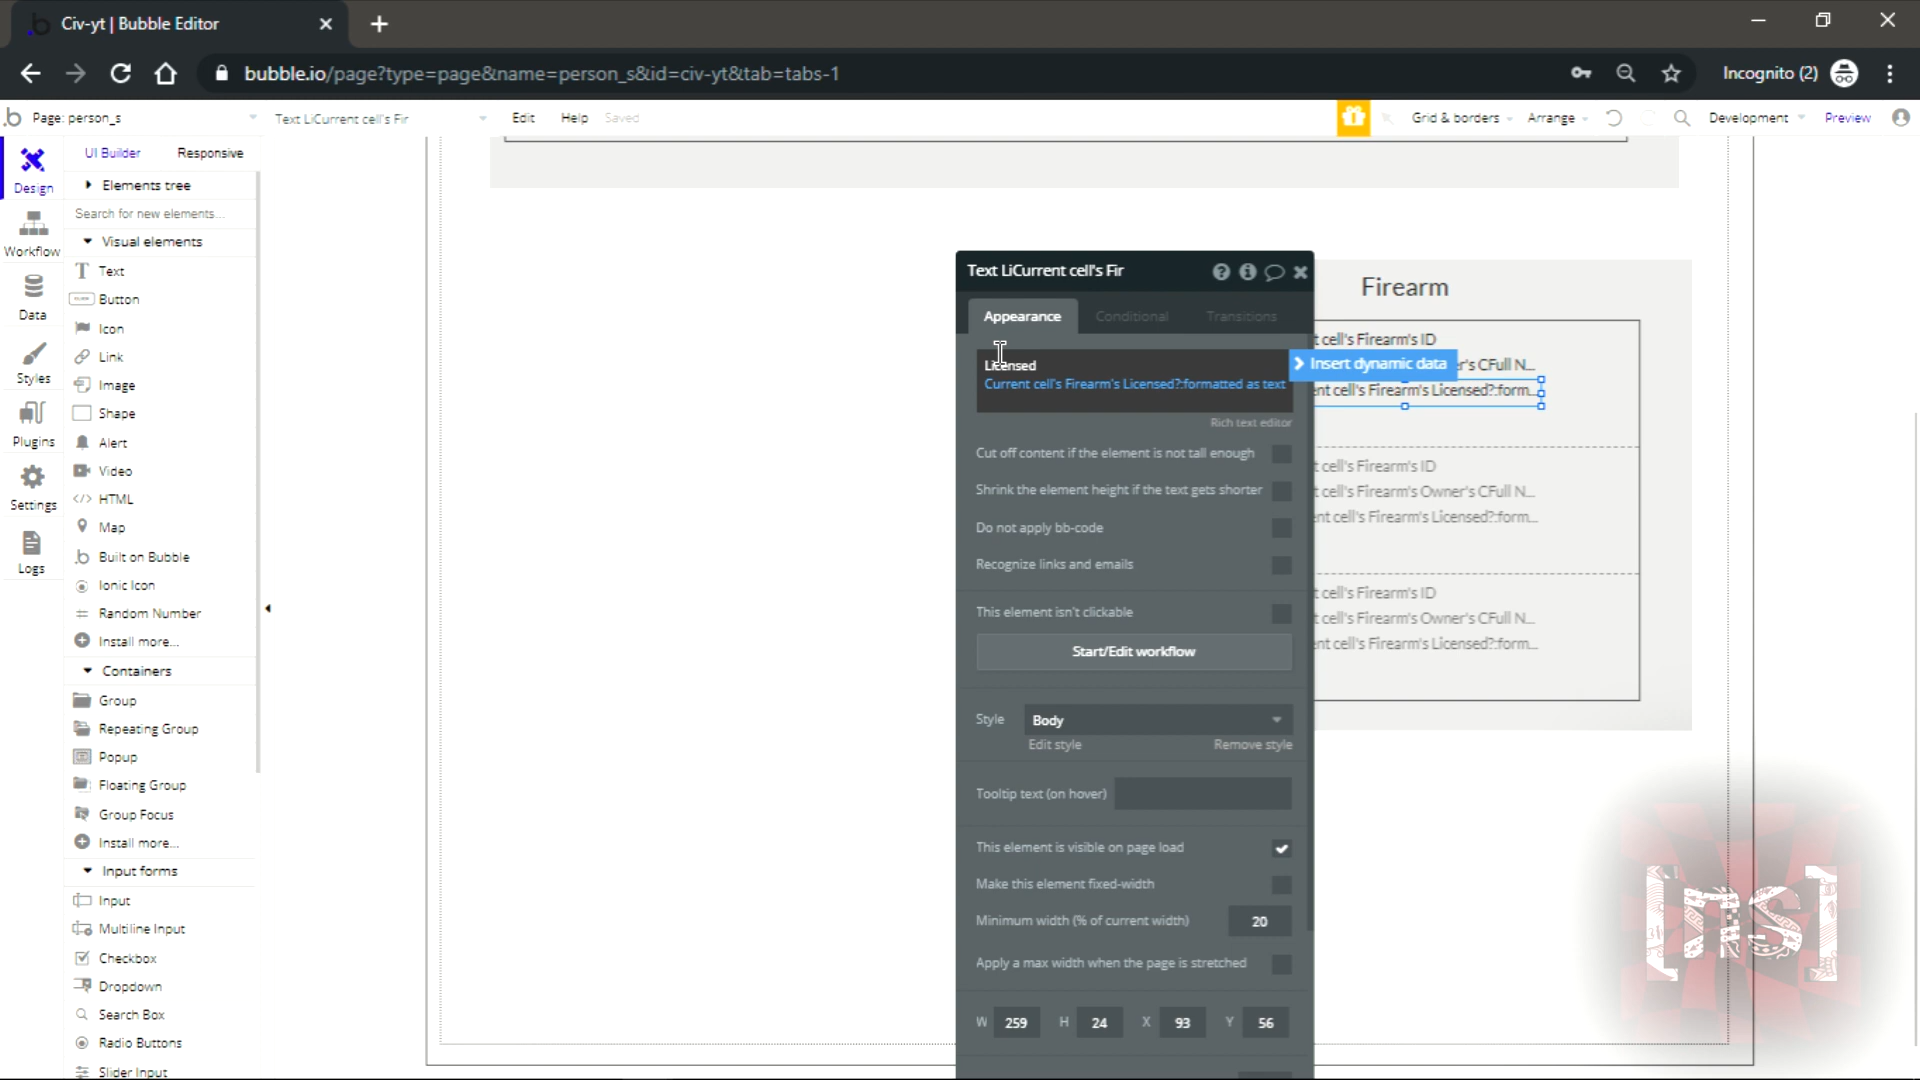 Civ-yt | Bubble Editor
bubble.io/page?type=page&name=person_s&id=civ-yt&tab=tabs-1
Incognito (2)
Page: person_s
Text LiCurrent cell's Fir
Edit
Help
Saved
Grid & borders
Arrange
Development
Preview
Design
Workflow
Data
Styles
Plugins
Settings
Logs
UI Builder
Responsive
Elements tree
Search for new elements...
Visual elements
Text
Button
Icon
Link
Image
Shape
Alert
Video
</> HTML
Map
Built on Bubble
Ionic Icon
Random Number
Install more...
Containers
Group
Repeating Group
Popup
Floating Group
Group Focus
Install more...
Input forms
Input
Multiline Input
Checkbox
Dropdown
Search Box
Radio Buttons
Slider Input
Text LiCurrent cell's Fir
Appearance
Conditional
Transitions
Licensed
Current cell's Firearm's Licensed?:formatted as text
Insert dynamic data
Rich text editor
Cut off content if the element is not tall enough
Shrink the element height if the text gets shorter
Do not apply bb-code
Recognize links and emails
This element isn't clickable
Start/Edit workflow
Style
Body
Edit style
Remove style
Tooltip text (on hover)
This element is visible on page load
Make this element fixed-width
Minimum width (% of current width)
20
Apply a max width when the page is stretched
W 259 H 24 X 93 Y 56
Firearm
t cell's Firearm's ID
r's CFull N...
nt cell's Firearm's Licensed?:form...
t cell's Firearm's ID
t cell's Firearm's Owner's CFull N...
nt cell's Firearm's Licensed?:form...
t cell's Firearm's ID
t cell's Firearm's Owner's CFull N...
nt cell's Firearm's Licensed?:form...
[ns]